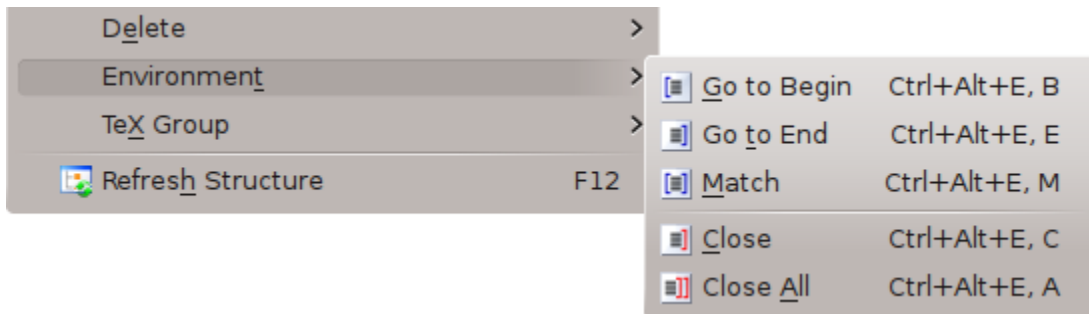 Delete
Environment
TeX Group
Refresh Structure F12
Go to Begin Ctrl+Alt+E, B
Go to End Ctrl+Alt+E, E
Match Ctrl+Alt+E, M
Close Ctrl+Alt+E, C
Close All Ctrl+Alt+E, A